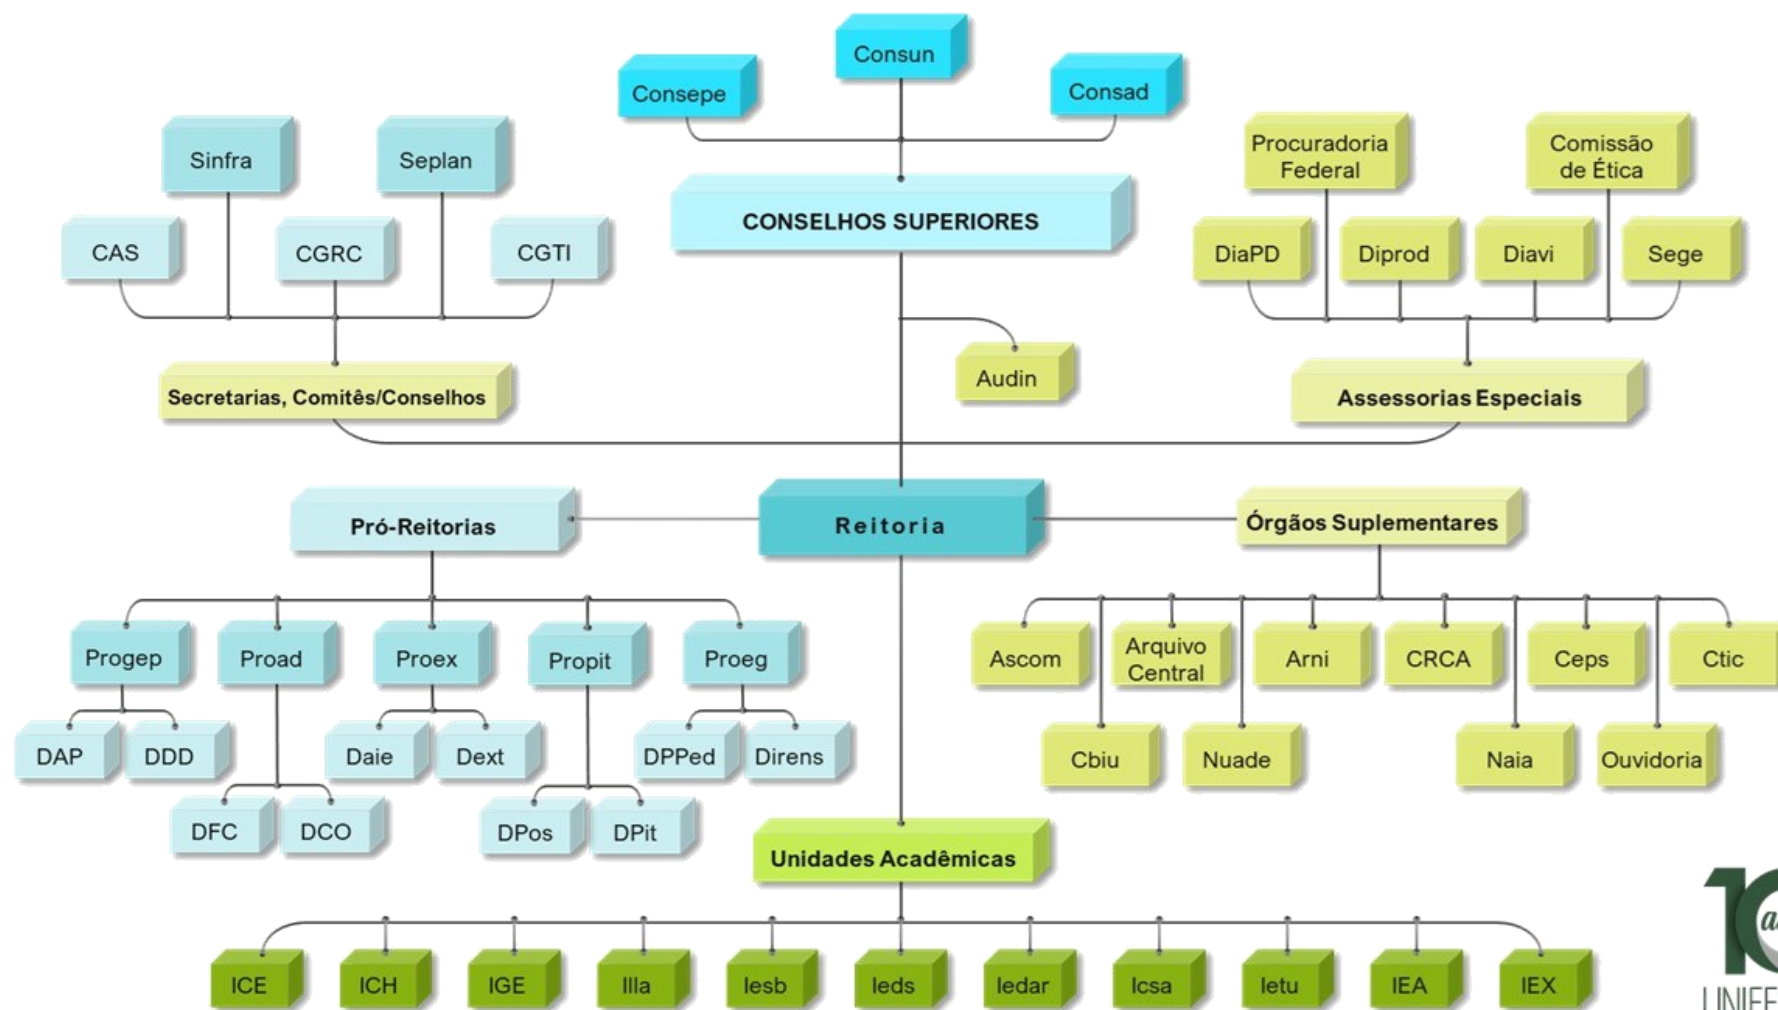 Consun
Consepe
Consad
Sinfra
Seplan
Procuradoria
Federal
Comissão
de Ética
CONSELHOS SUPERIORES
CAS
CGRC
CGTI
DiaPD
Diprod
Diavi
Sege
Audin
Secretarias, Comitês/Conselhos
Assessorias Especiais
Pró-Reitorias
Reitoria
Órgãos Suplementares
Progep
Proad
Proex
Propit
Proeg
Ascom
Arquivo
Central
Arni
CRCA
Ceps
Ctic
DAP
DDD
Daie
Dext
DPPed
Direns
Cbiu
Nuade
Naia
Ouvidoria
DFC
DCO
DPos
DPit
Unidades Acadêmicas
ICE
ICH
IGE
Illa
Iesb
Ieds
Iedar
Icsa
Ietu
IEA
IEX
10